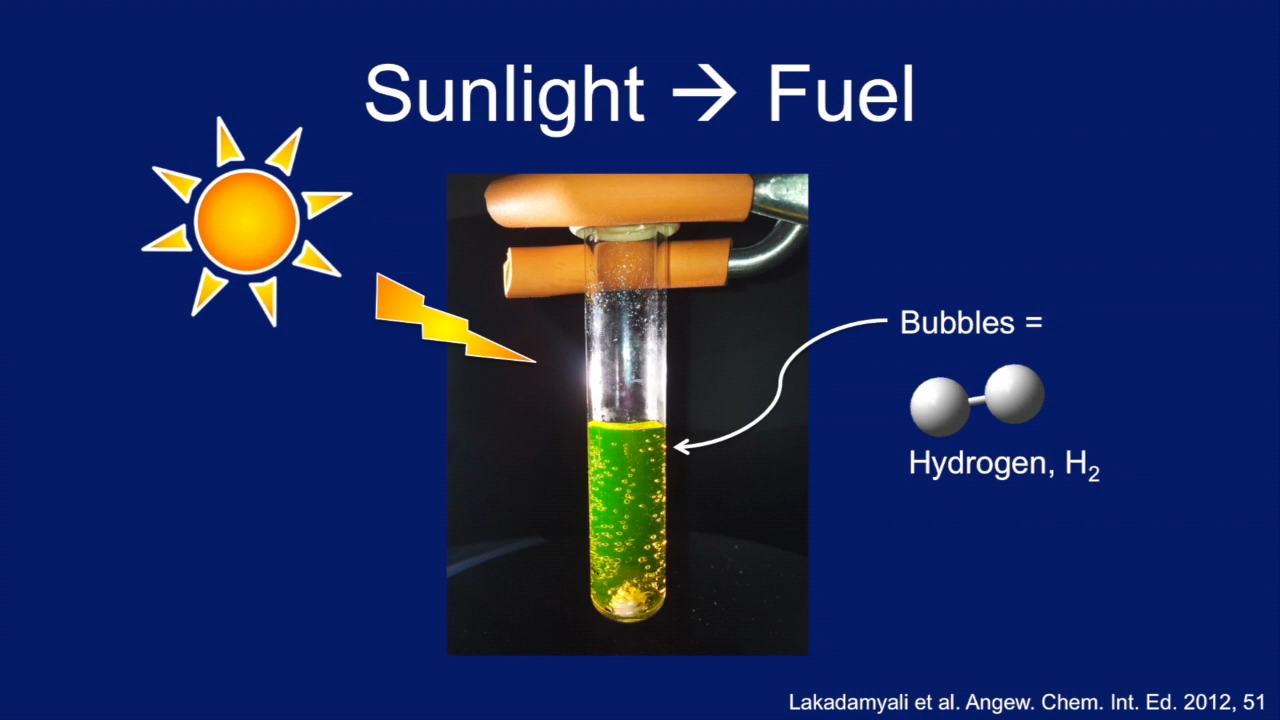 Sunlight → Fuel
Bubbles =
Hydrogen, H₂
Lakadamyali et al. Angew. Chem. Int. Ed. 2012, 51